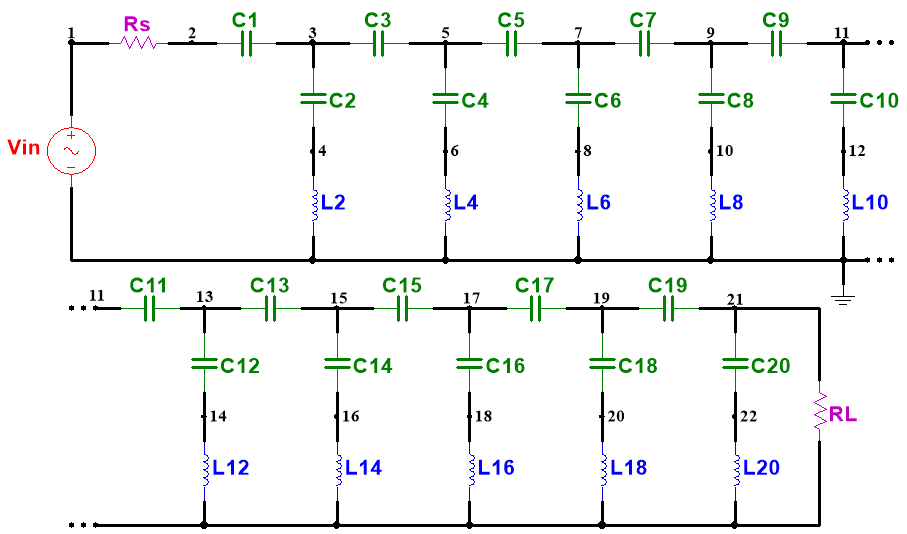 Rs C1 C3 C5 C7 C9
1 2 3 5 7 9 11
C2 C4 C6 C8 C10
Vin 4 6 8 10 12
L2 L4 L6 L8 L10
C11 C13 C15 C17 C19
11 13 15 17 19 21
C12 C14 C16 C18 C20
14 16 18 20 22 RL
L12 L14 L16 L18 L20